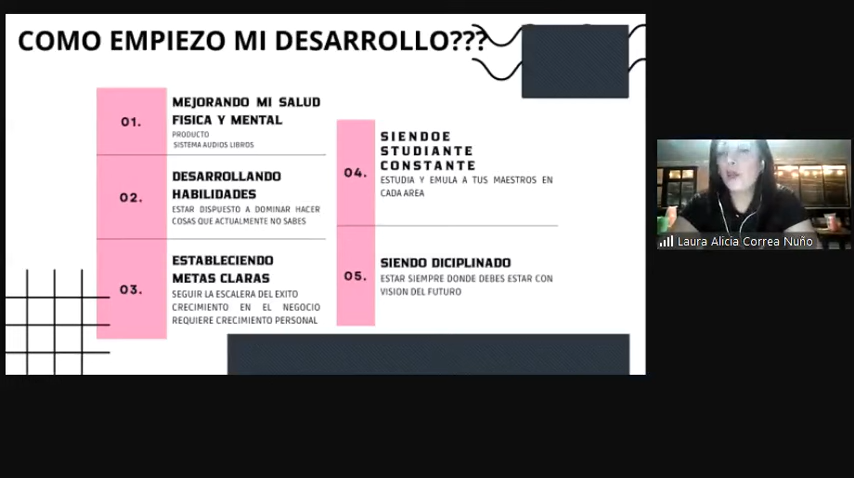 COMO EMPIEZO MI DESARROLLO???
01.
MEJORANDO MI SALUD
FISICA Y MENTAL
PRODUCTO
SISTEMA AUDIOS LIBROS
02.
DESARROLLANDO
HABILIDADES
ESTAR DISPUESTO A DOMINAR HACER
COSAS QUE ACTUALMENTE NO SABES
03.
ESTABLECIENDO
METAS CLARAS
SEGUIR LA ESCALERA DEL EXITO
CRECIMIENTO EN EL NEGOCIO
REQUIERE CRECIMIENTO PERSONAL
04.
SIENDOE
STUDIANTE
CONSTANTE
ESTUDIA Y EMULA A TUS MAESTROS EN
CADA AREA
05.
SIENDO DICIPLINADO
ESTAR SIEMPRE DONDE DEBES ESTAR CON
VISION DEL FUTURO
Laura Alicia Correa Nuño